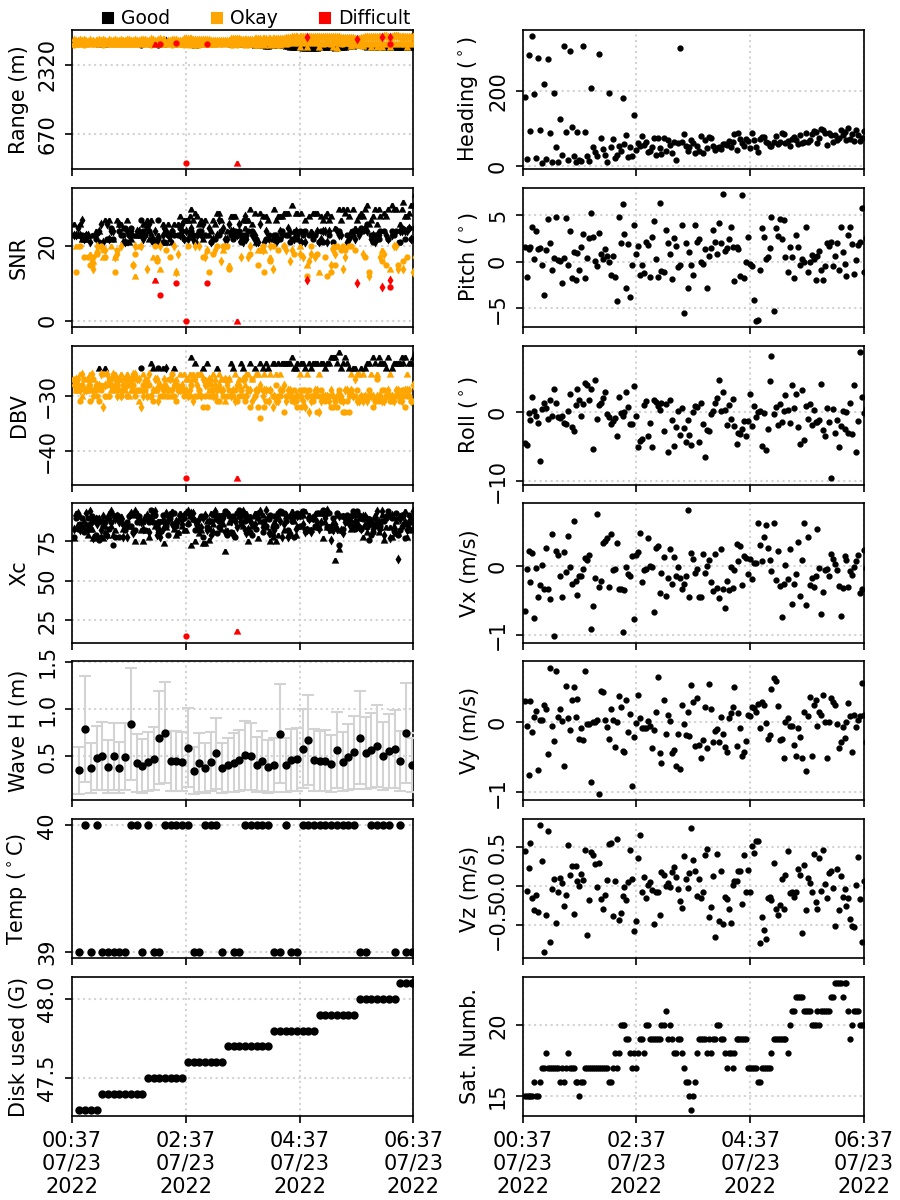 Good Okay Difficult
Range (m)
2320
670
Heading (°)
200
0
SNR
20
0
Pitch (°)
5
0
−5
DBV
−30
−40
Roll (°)
0
−10
Xc
75
50
25
Vx (m/s)
0
−1
Wave H (m)
1.5
1.0
0.5
Vy (m/s)
0
−1
Temp (°C)
40
39
Vz (m/s)
0.5
0.0
−0.5
Disk used (G)
48.0
47.5
Sat. Numb.
20
15
00:37 02:37 04:37 06:37 00:37 02:37 04:37 06:37
07/23 07/23 07/23 07/23 07/23 07/23 07/23 07/23
2022 2022 2022 2022 2022 2022 2022 2022